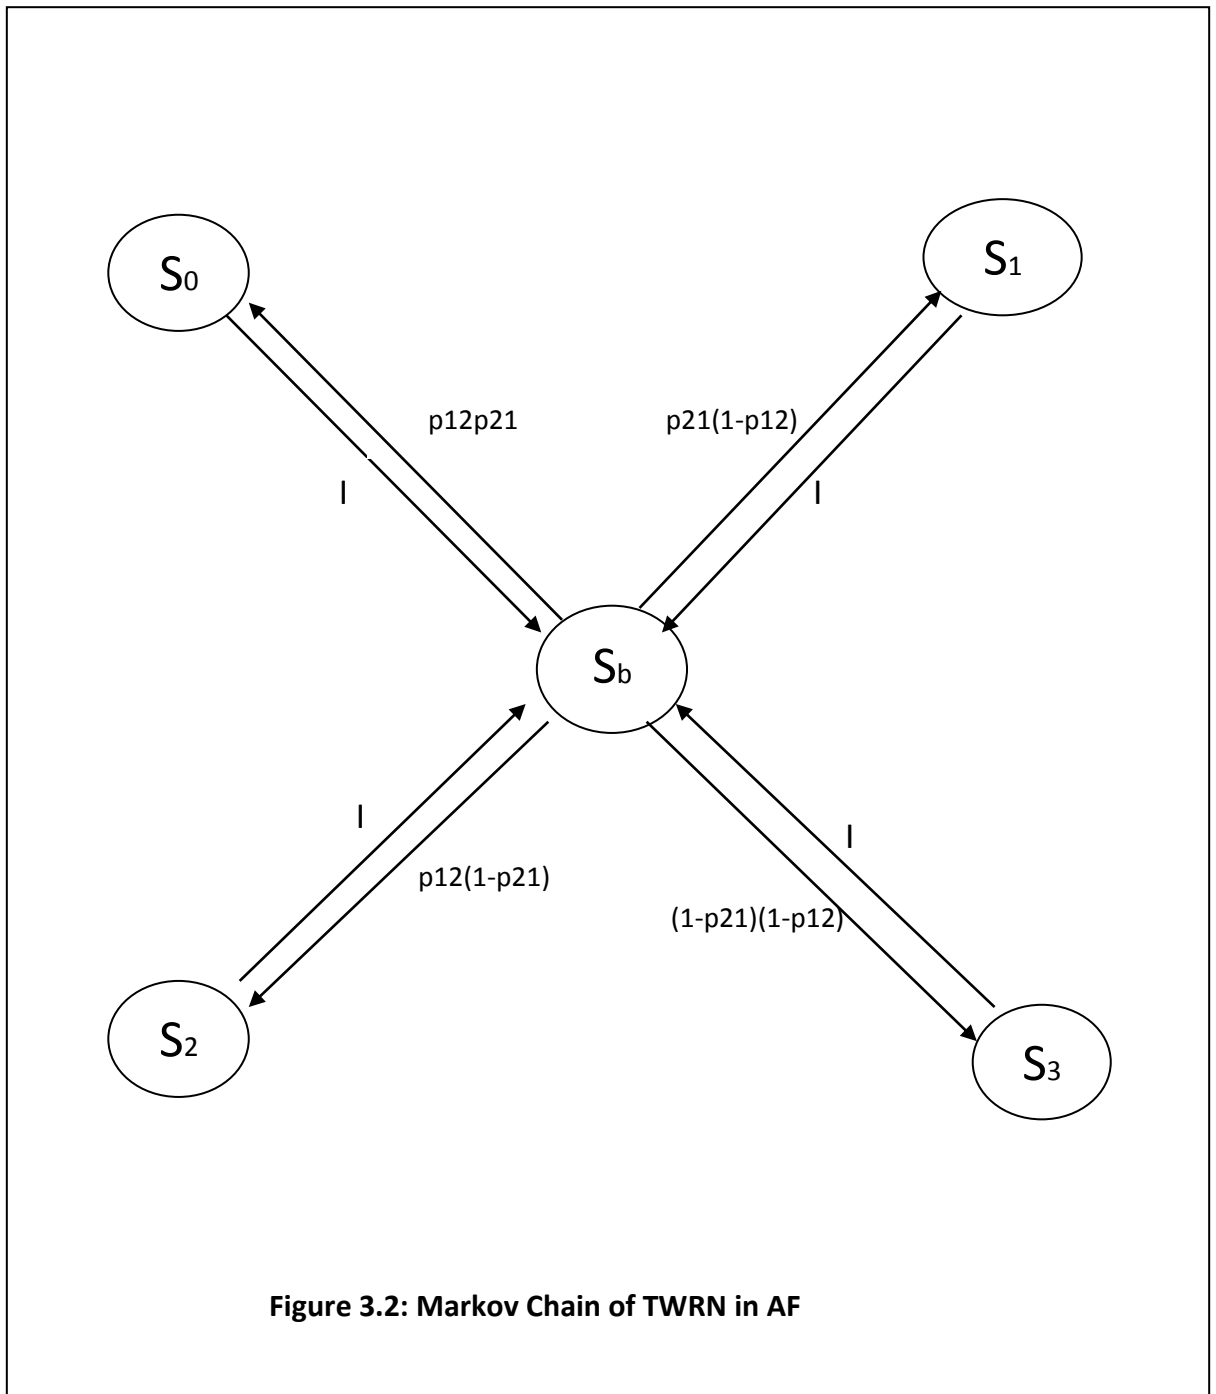 S0
S1
p12p21
p21(1-p12)
l
l
Sb
l
l
p12(1-p21)
(1-p21)(1-p12)
S2
S3
Figure 3.2: Markov Chain of TWRN in AF